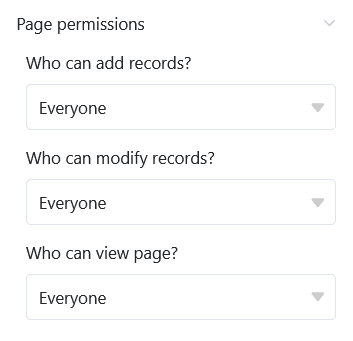 Page permissions
Who can add records?
Everyone
Who can modify records?
Everyone
Who can view page?
Everyone